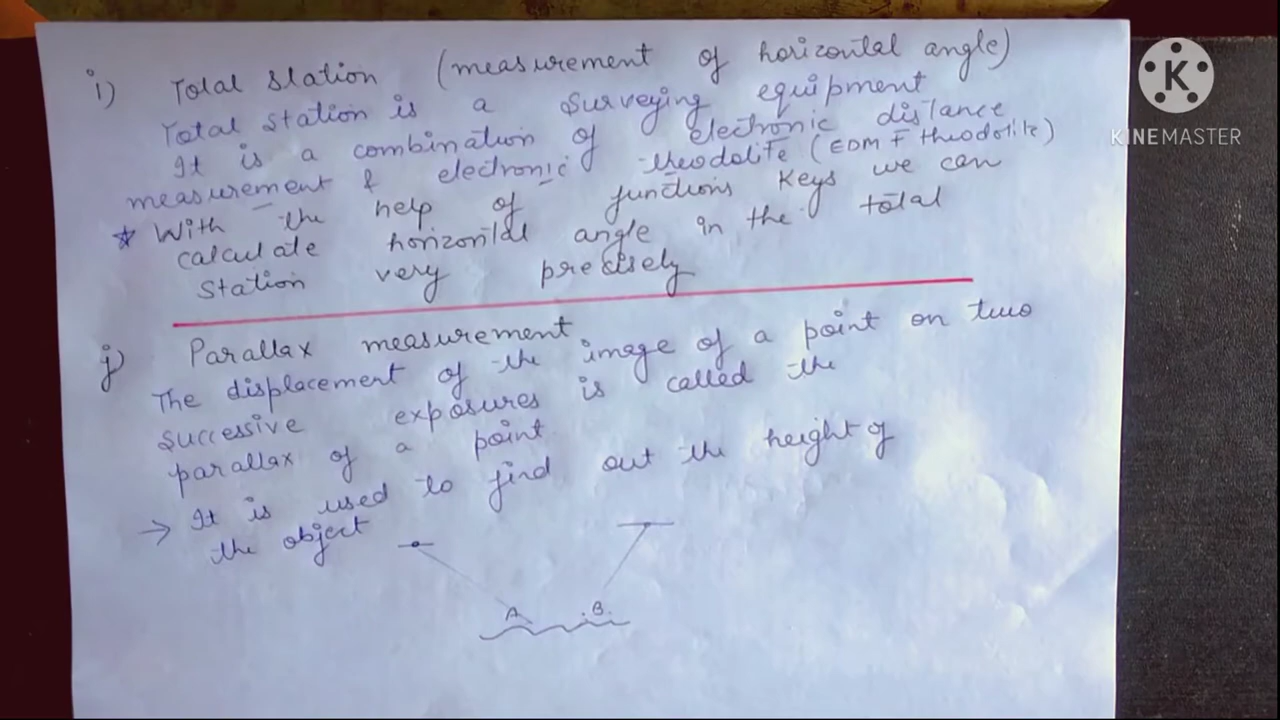 i) Total station (measurement of horizontal angle)
Total station is a surveying equipment
It is a combination of electronic distance
measurement & electronic theodolite (EDM F theodolite)
* With the help of functions keys we can
calculate horizontal angle in the total
station very precisely
j) Parallax measurement
The displacement of the image of a point on two
successive exposures is called the
parallax of a point
→ It is used to find out the height of
the object
A B
K
KINEMASTER